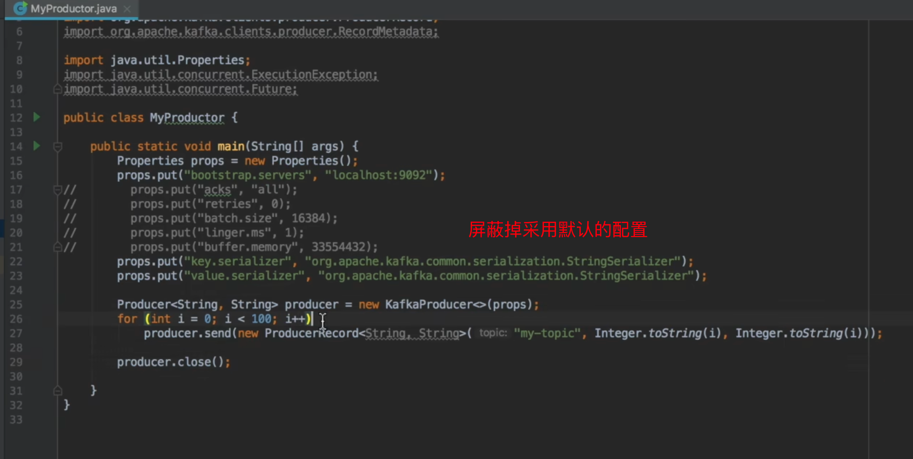 MyProductor.java
6 import org.apache.kafka.clients.producer.RecordMetadata;
7
8 import java.util.Properties;
9 import java.util.concurrent.ExecutionException;
10 import java.util.concurrent.Future;
11
12 public class MyProductor {
13
14 public static void main(String[] args) {
15 Properties props = new Properties();
16 props.put("bootstrap.servers", "localhost:9092");
17 // props.put("acks", "all");
18 // props.put("retries", 0);
19 // props.put("batch.size", 16384);
20 // props.put("linger.ms", 1);
屏蔽掉采用默认的配置
21 // props.put("buffer.memory", 33554432);
22 props.put("key.serializer", "org.apache.kafka.common.serialization.StringSerializer");
23 props.put("value.serializer", "org.apache.kafka.common.serialization.StringSerializer");
24
25 Producer<String, String> producer = new KafkaProducer<>(props);
26 for (int i = 0; i < 100; i++)
27 producer.send(new ProducerRecord<String, String>( topic: "my-topic", Integer.toString(i), Integer.toString(i)));
28
29 producer.close();
30
31 }
32 }
33